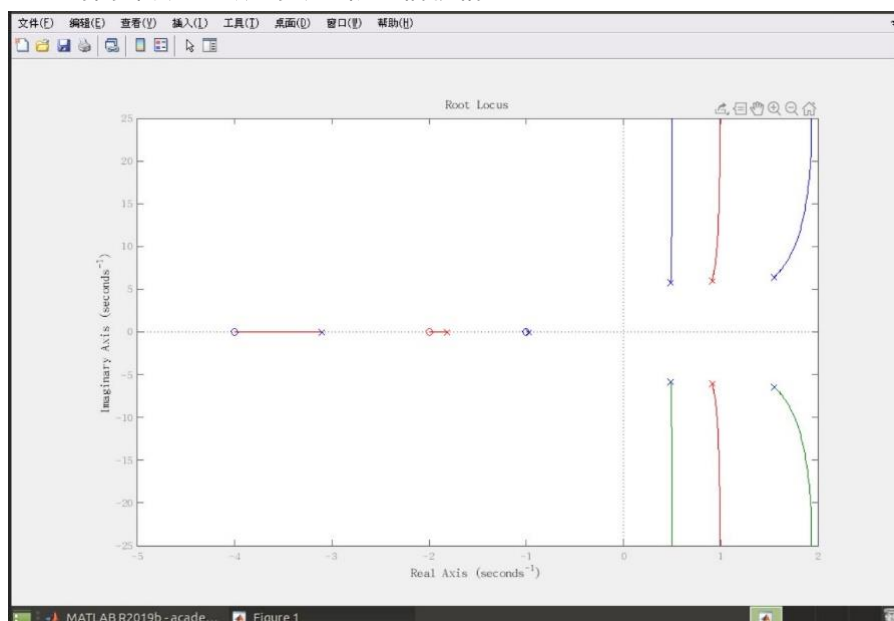 文件(F) 编辑(E) 查看(V) 插入(I) 工具(T) 桌面(D) 窗口(W) 帮助(H)
Root Locus
25
20
15
10
5
0
-5
-10
-15
-20
-25
-5 -4 -3 -2 -1 0 1 2
Imaginary Axis (seconds⁻¹)
Real Axis (seconds⁻¹)
MATLAB R2019b - acade... Figure 1